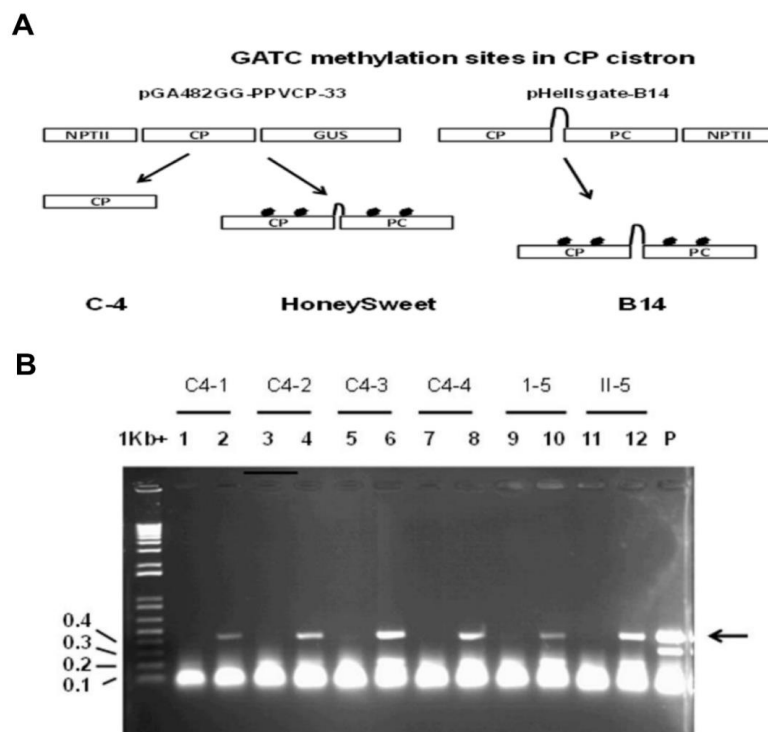 A
GATC methylation sites in CP cistron
pGA482GG-PPVCP-33 pHellsgate-B14
NPTII CP GUS CP PC NPTII
CP
CP PC
CP PC
C-4 HoneySweet B14
B
C4-1 C4-2 C4-3 C4-4 1-5 II-5
1Kb+ 1 2 3 4 5 6 7 8 9 10 11 12 P
0.4
0.3
0.2
0.1